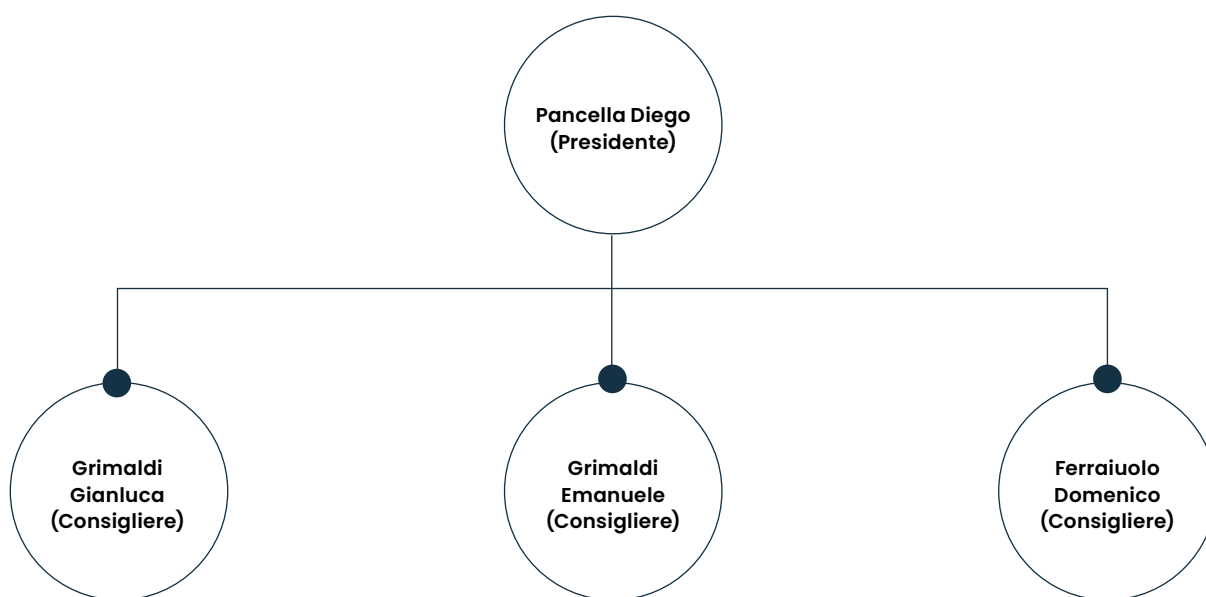 Pancella Diego
(Presidente)
Grimaldi
Gianluca
(Consigliere)
Grimaldi
Emanuele
(Consigliere)
Ferraiuolo
Domenico
(Consigliere)